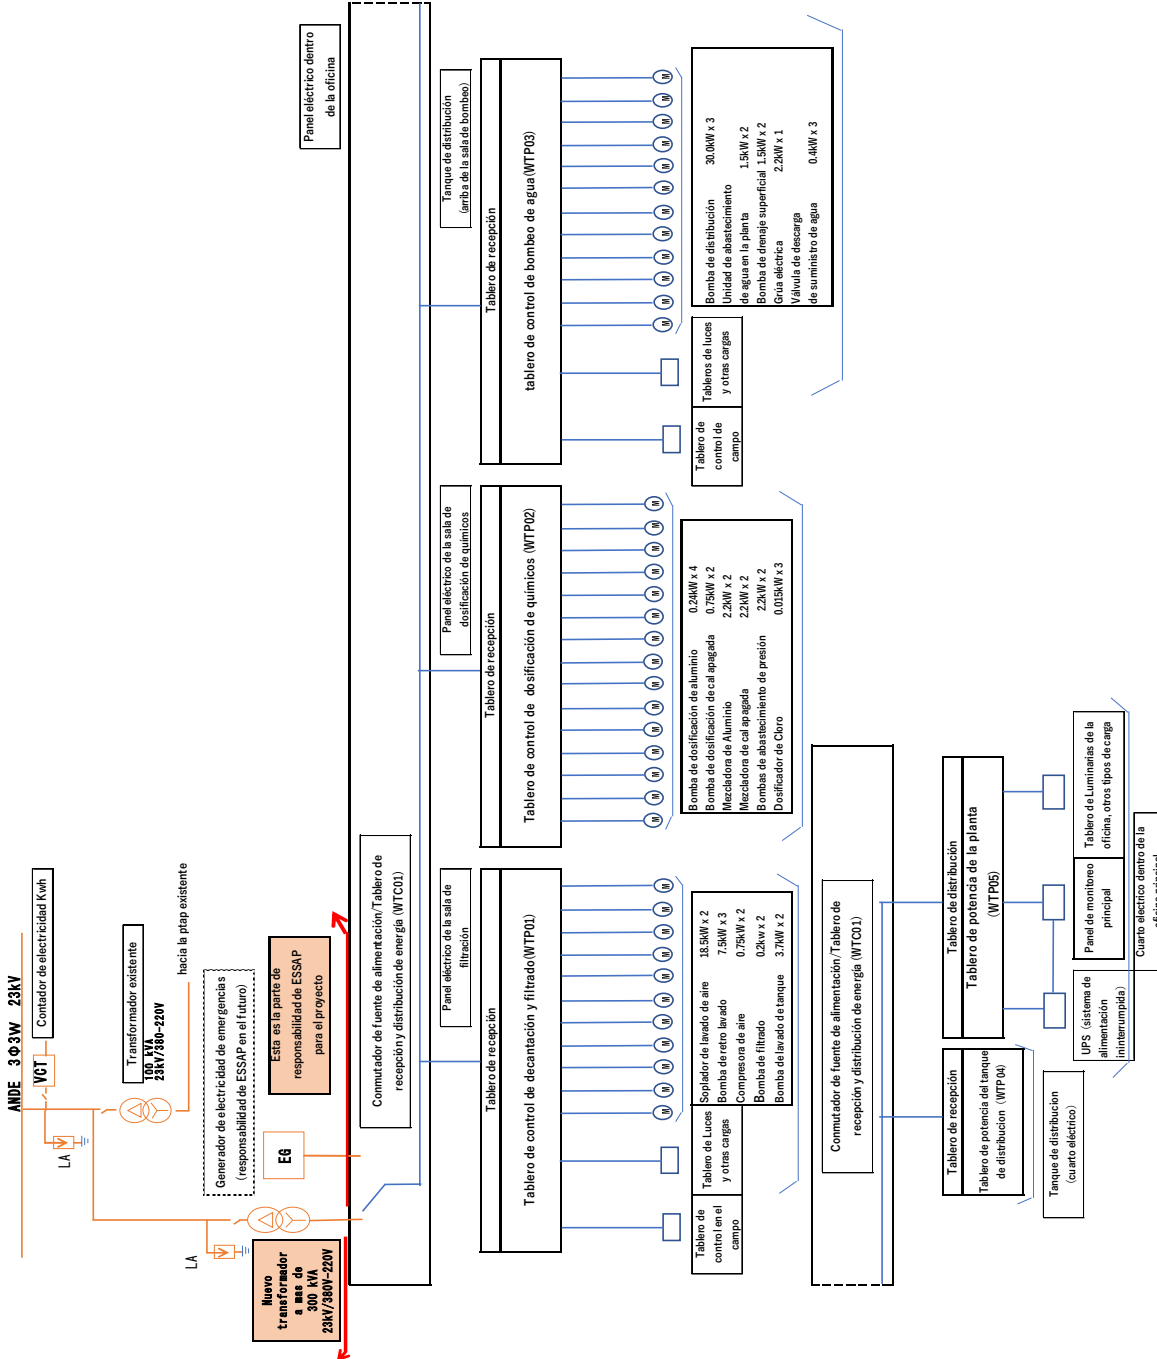 ANDE 3Φ3W 23kV
Contador de electricidad Kwh
VCT
LA
Transformador existente
100 kVA
23kV/380-220V
hacia la ptap existente
Generador de electricidad de emergencias
(responsabilidad de ESSAP en el futuro)
EG
LA
Nuevo
transformador
a mas de
300 kVA
23kV/380V-220V
Esta es la parte de
responsabilidad de ESSAP
para el proyecto
Panel eléctrico dentro
de la oficina
Conmutador de fuente de alimentación/Tablero de
recepción y distribución de energía (WTC01)
Panel eléctrico de la sala de
filtración
Tablero de recepción
Tablero de control de decantación y filtrado(WTP01)
M M M M M M M M M M M
Tablero de
control en el
campo
Tablero de Luces
y otras cargas
Soplador de lavado de aire 18.5kW x 2
Bomba de retro lavado 7.5kW x 3
Compresora de aire 0.75kW x 2
Bomba de filtrado 0.2kw x 2
Bomba de lavado de tanque 3.7kW x 2
Panel eléctrico de la sala de
dosificación de químicos
Tablero de recepción
Tablero de control de dosificación de químicos (WTP02)
M M M M M M M M M M M M M M M
Bomba de dosificación de aluminio 0.24kW x 4
Bomba de dosificación de cal apagada 0.75kW x 2
Mezcladora de Aluminio 2.2kW x 2
Mezcladora de cal apagada 2.2kW x 2
Bombas de abastecimiento de presión 2.2kW x 2
Dosificador de Cloro 0.015kW x 3
Tanque de distribución
(arriba de la sala de bombeo)
Tablero de recepción
tablero de control de bombeo de agua(WTP03)
M M M M M M M M M M M M
Tablero de
control de
campo
Tableros de luces
y otras cargas
Bomba de distribución 30.0kW x 3
Unidad de abastecimiento
de agua en la planta 1.5kW x 2
Bomba de drenaje superficial 1.5kW x 2
Grúa eléctrica 2.2kW x 1
Válvula de descarga
de suministro de agua 0.4kW x 3
Conmutador de fuente de alimentación/Tablero de
recepción y distribución de energía (WTC01)
Tablero de recepción
Tablero de potencia del tanque
de distribucion (WTP04)
Tanque de distribucion
(cuarto eléctrico)
Tablero de distribución
Tablero de potencia de la planta
(WTP05)
UPS (sistema de
alimentación
ininterrumpida)
Panel de monitoreo
principal
Tablero de Luminarias de la
oficina, otros tipos de carga
Cuarto electrico dentro de la